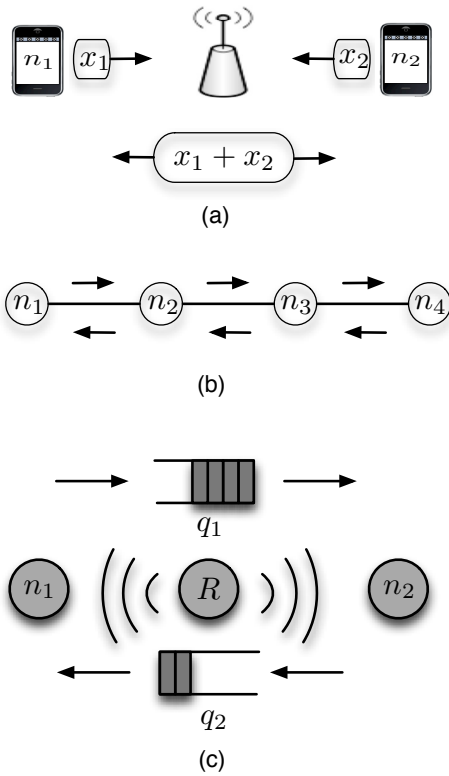 n₁ x₁ x₂ n₂
x₁ + x₂
(a)
n₁ n₂ n₃ n₄
(b)
q₁
n₁ R n₂
q₂
(c)